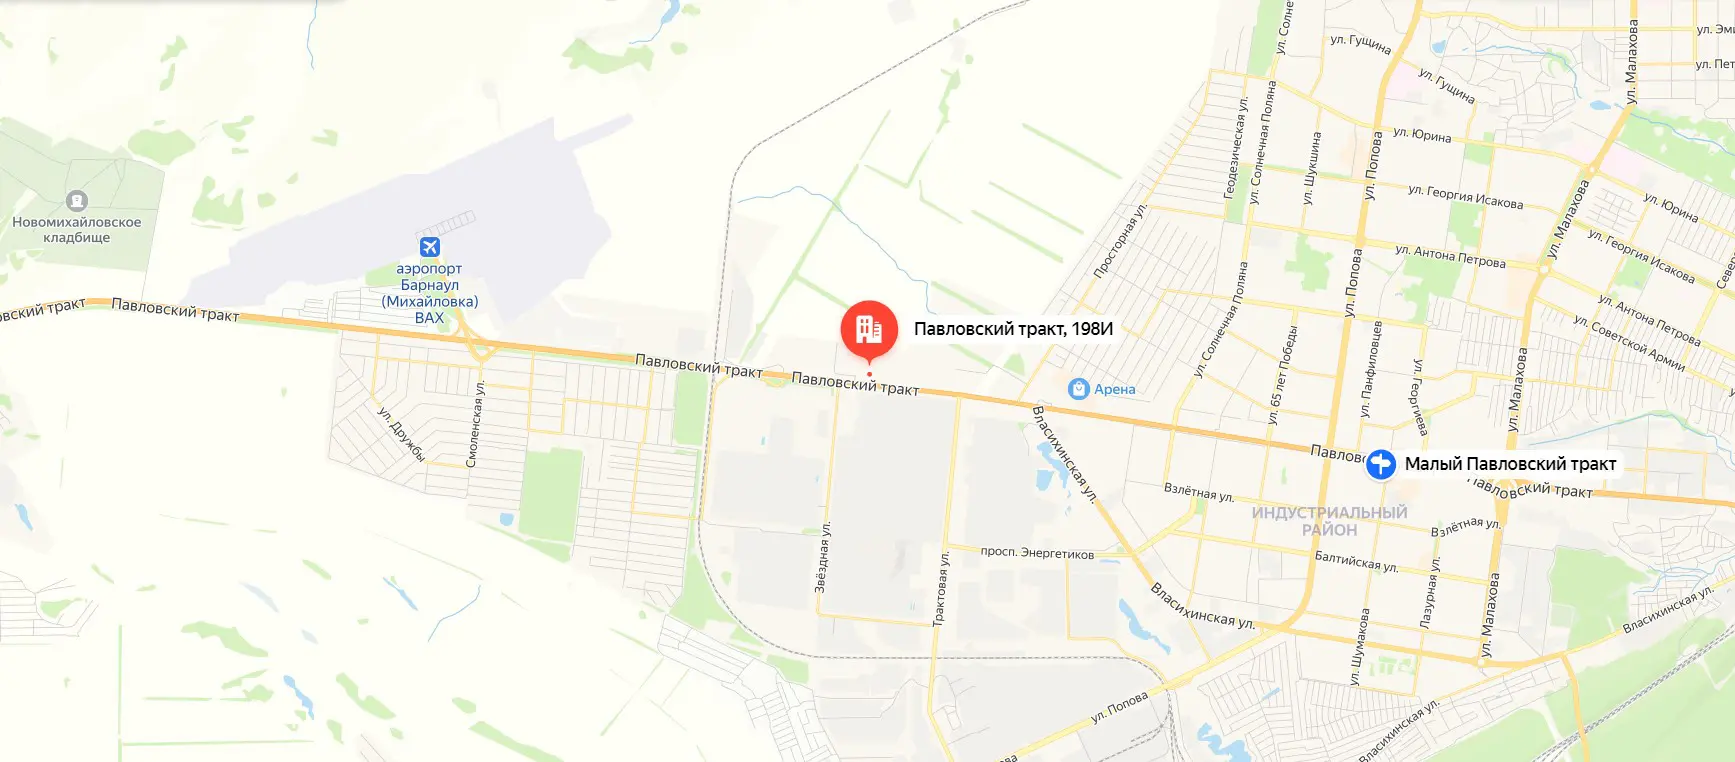 ул. Солне
ул. Гущина
ул. Эми
ул. Малахова
ул. Пет
ул. Гущина
Геодезическая ул.
ул. Солнечная Поляна
ул. Шукшина
ул. Попова
ул. Юрина
Новомихайловское
кладбище
ул. Георгия Исакова
ул. Малахова
ул. Юрина
Просторная ул.
ул. Георгия Исакова
Северо
аэропорт
Барнаул
(Михайловка)
BAX
ул. Антона Петрова
ул. Попова
ул. Солнечная Поляна
овский тракт
Павловский тракт
ул. Антона Петрова
ул. Советской Армии
Павловский тракт, 198И
ул. 65 лет Победы
ул. Панфиловцев
ул. Георгиева
ул. Малахова
Павловский тракт
Павловский тракт
Арена
ул. Дружбы
Смоленская ул.
Власихинская ул.
Павловс
Малый Павловский тракт
Павловский тракт
Взлётная ул.
ИНДУСТРИАЛЬНЫЙ
РАЙОН
Взлётная ул.
Звёздная ул.
Трактовая ул.
просп. Энергетиков
Балтийская ул.
Власихинская ул.
Лазурная ул.
ул. Малахова
Власихинская ул.
ул. Шумакова
ул. Попова
Власихинская ул.